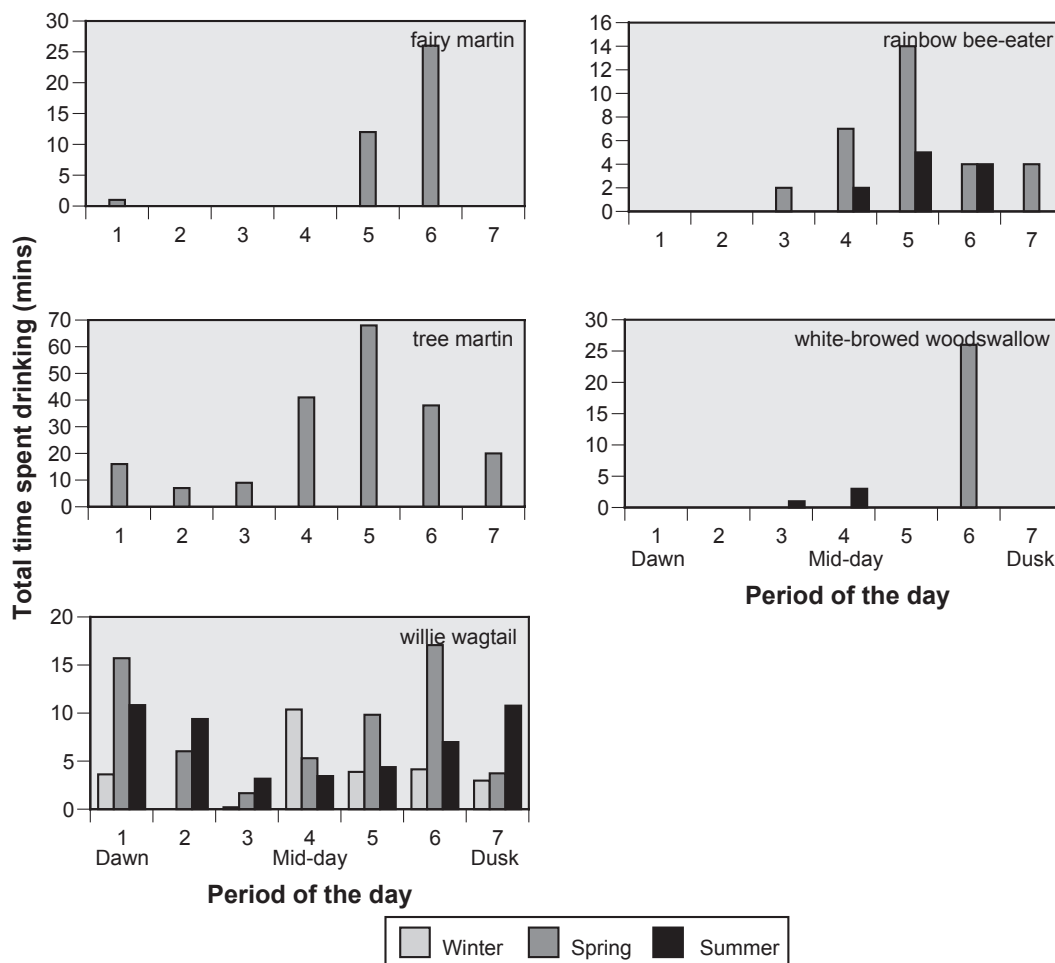 Total time spent drinking (mins)
fairy martin
30
25
20
15
10
5
0
1 2 3 4 5 6 7
rainbow bee-eater
16
14
12
10
8
6
4
2
0
1 2 3 4 5 6 7
tree martin
70
60
50
40
30
20
10
0
1 2 3 4 5 6 7
white-browed woodswallow
30
25
20
15
10
5
0
1 2 3 4 5 6 7
Dawn Mid-day Dusk
Period of the day
willie wagtail
20
15
10
5
0
1 2 3 4 5 6 7
Dawn Mid-day Dusk
Period of the day
Winter Spring Summer